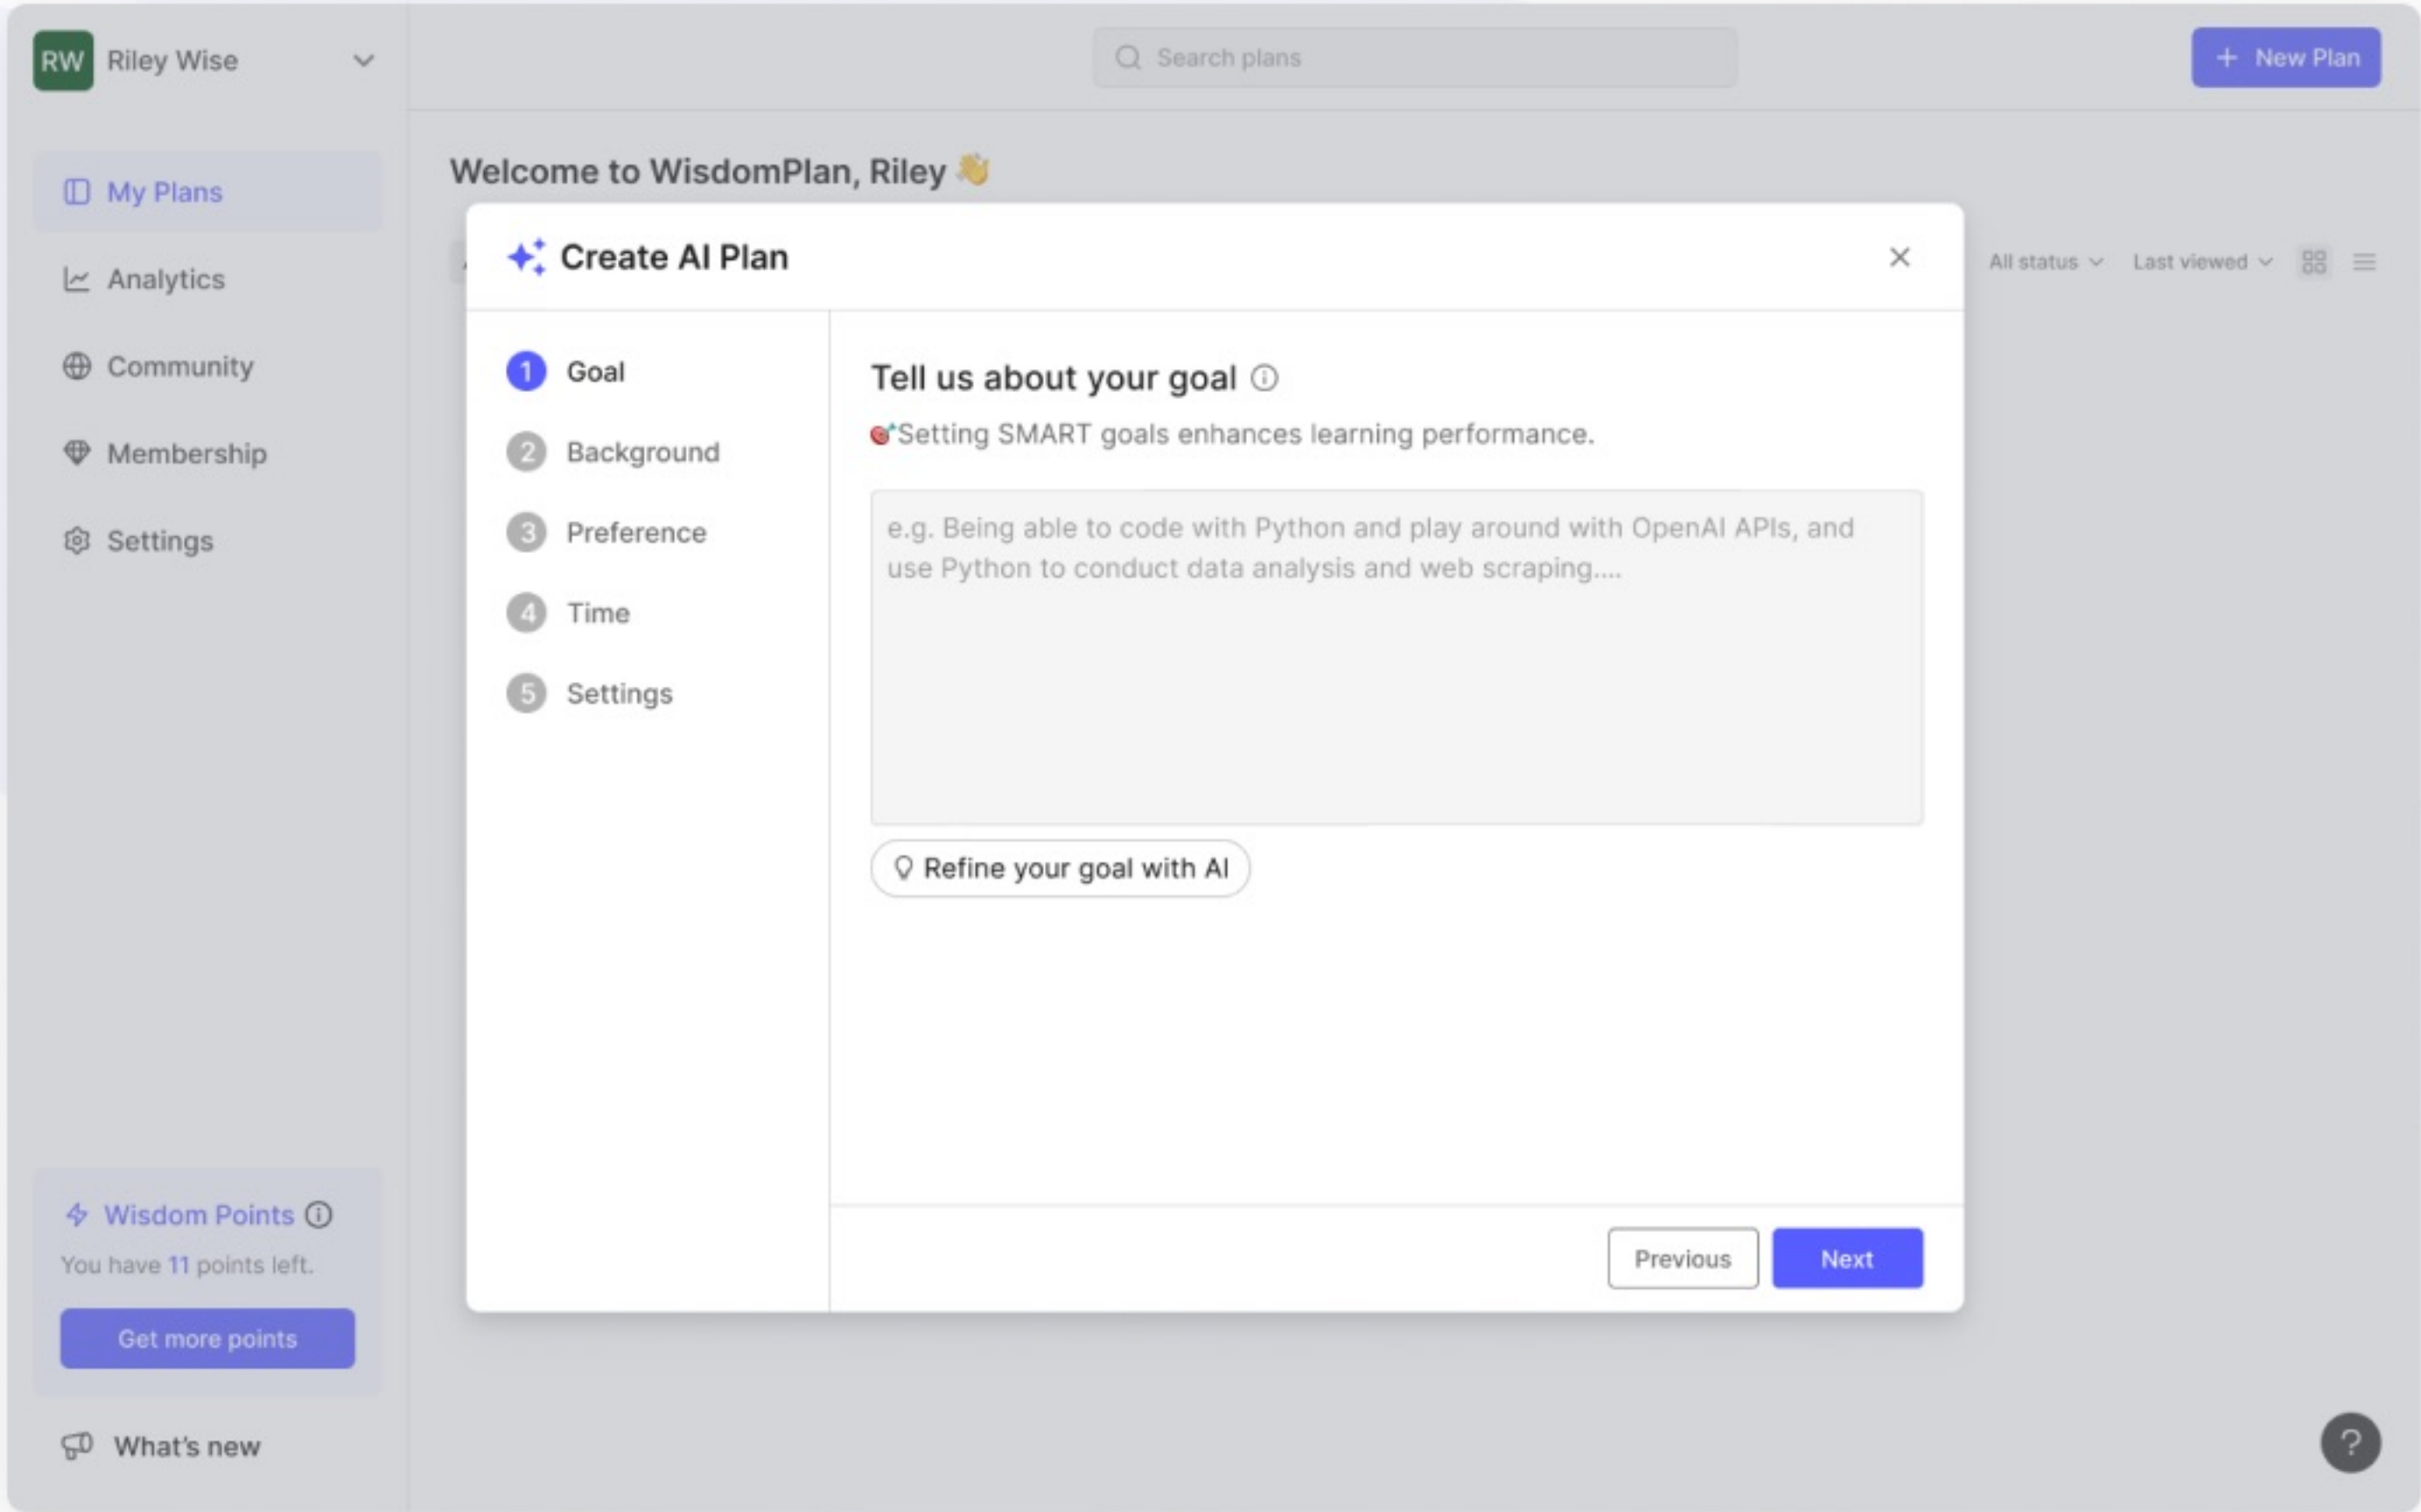 RW Riley Wise
Search plans
+ New Plan
My Plans
Analytics
Community
Membership
Settings
Wisdom Points
You have 11 points left.
Get more points
What's new
Welcome to WisdomPlan, Riley 👋
All status
Last viewed
Create AI Plan
1 Goal
2 Background
3 Preference
4 Time
5 Settings
Tell us about your goal
🎯Setting SMART goals enhances learning performance.
e.g. Being able to code with Python and play around with OpenAI APIs, and
use Python to conduct data analysis and web scraping....
Refine your goal with AI
Previous
Next
?